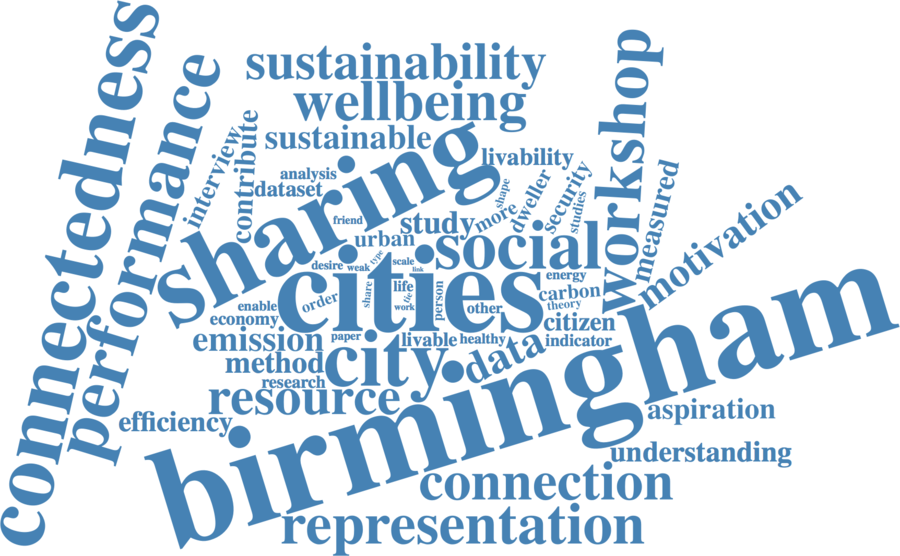 connectedness
performance
sustainability
wellbeing
sustainable
workshop
interview
contribute
analysis
dataset
sharing
livability
shape
dweller
security
studies
measured
motivation
friend
study
more
urban
social
type
scale
link
desire
weak
cities
energy
life
share
tie
work
person
order
other
carbon
theory
enable
economy
citizen
emission
paper
livable
healthy
indicator
method
city
data
research
resource
birmingham
efficiency
aspiration
understanding
connection
representation